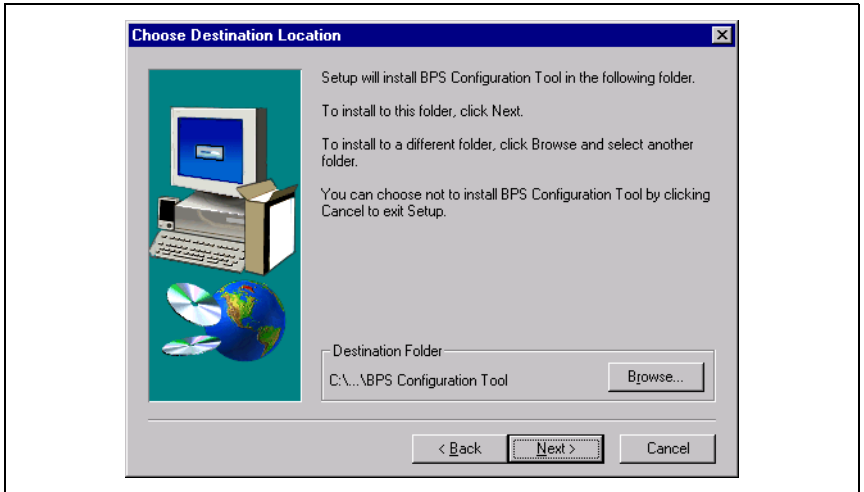 Choose Destination Location
Setup will install BPS Configuration Tool in the following folder.
To install to this folder, click Next.
To install to a different folder, click Browse and select another
folder.
You can choose not to install BPS Configuration Tool by clicking
Cancel to exit Setup.
Destination Folder
C:\...\BPS Configuration Tool
Browse...
< Back
Next >
Cancel